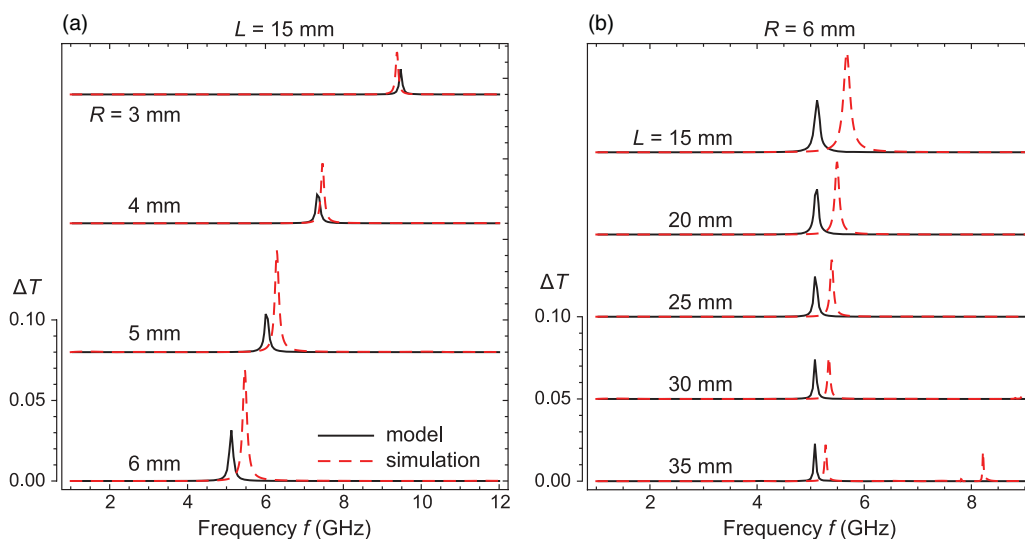 (a)
L = 15 mm
R = 3 mm
4 mm
5 mm
6 mm
ΔT
0.10
0.05
0.00
model
simulation
2 4 6 8 10 12
Frequency f (GHz)
(b)
R = 6 mm
L = 15 mm
20 mm
25 mm
30 mm
35 mm
ΔT
0.10
0.05
0.00
2 4 6 8
Frequency f (GHz)